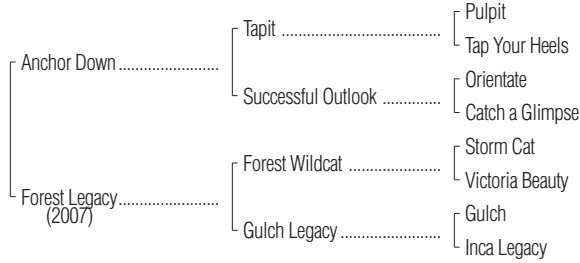 Pulpit
Tapit ........................................
Tap Your Heels
Anchor Down ..............................
Orientate
Successful Outlook ..................
Catch a Glimpse
Storm Cat
Forest Wildcat ............................
Victoria Beauty
Forest Legacy..............................
(2007)
Gulch
Gulch Legacy ..............................
Inca Legacy